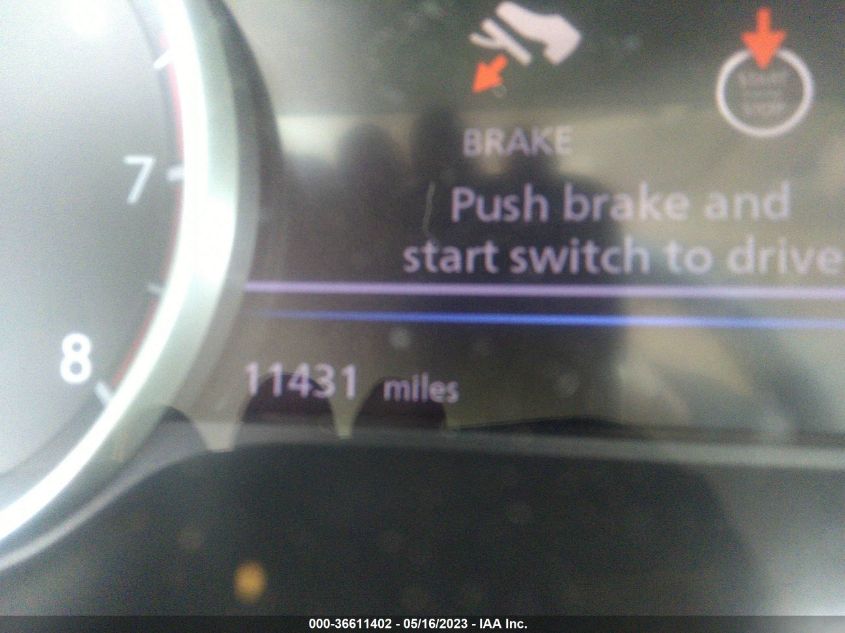 7
BRAKE
Push brake and
start switch to drive
8
11431 miles
000-36611402 - 05/16/2023 - IAA Inc.